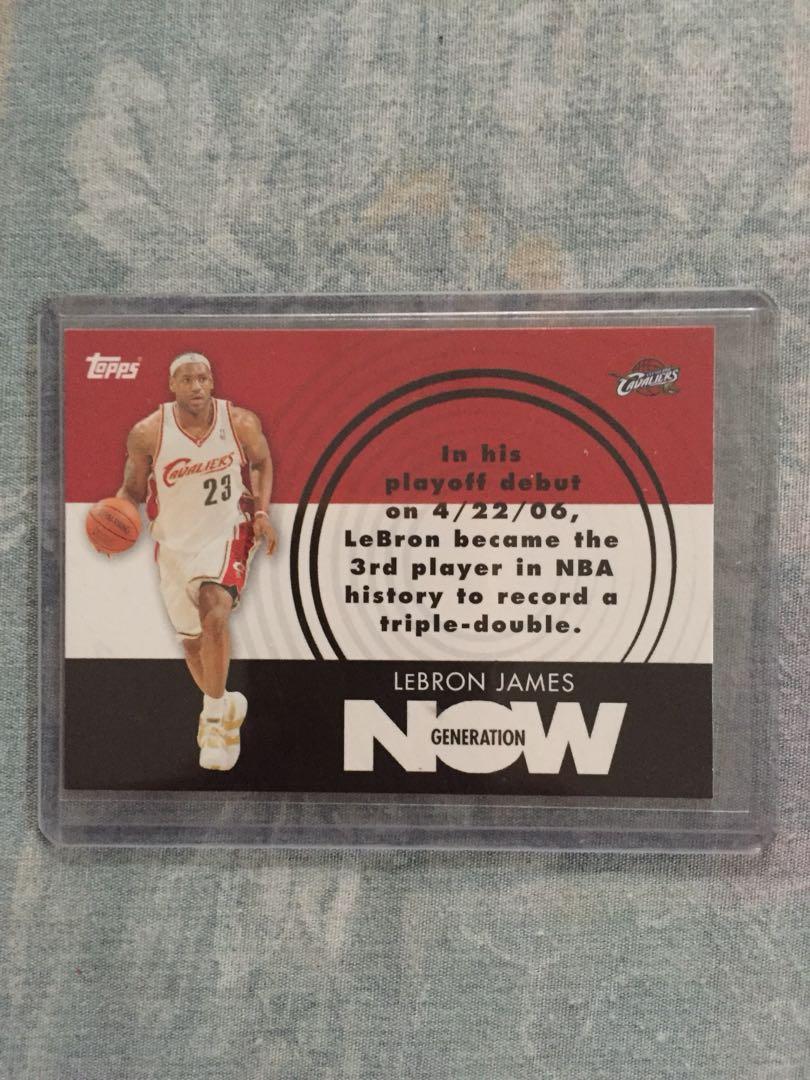 topps
CAVALIERS
CAVALIERS
23
SPALDING
In his
playoff debut
on 4/22/06,
LeBron became the
3rd player in NBA
history to record a
triple-double.
LEBRON JAMES
NOW
GENERATION